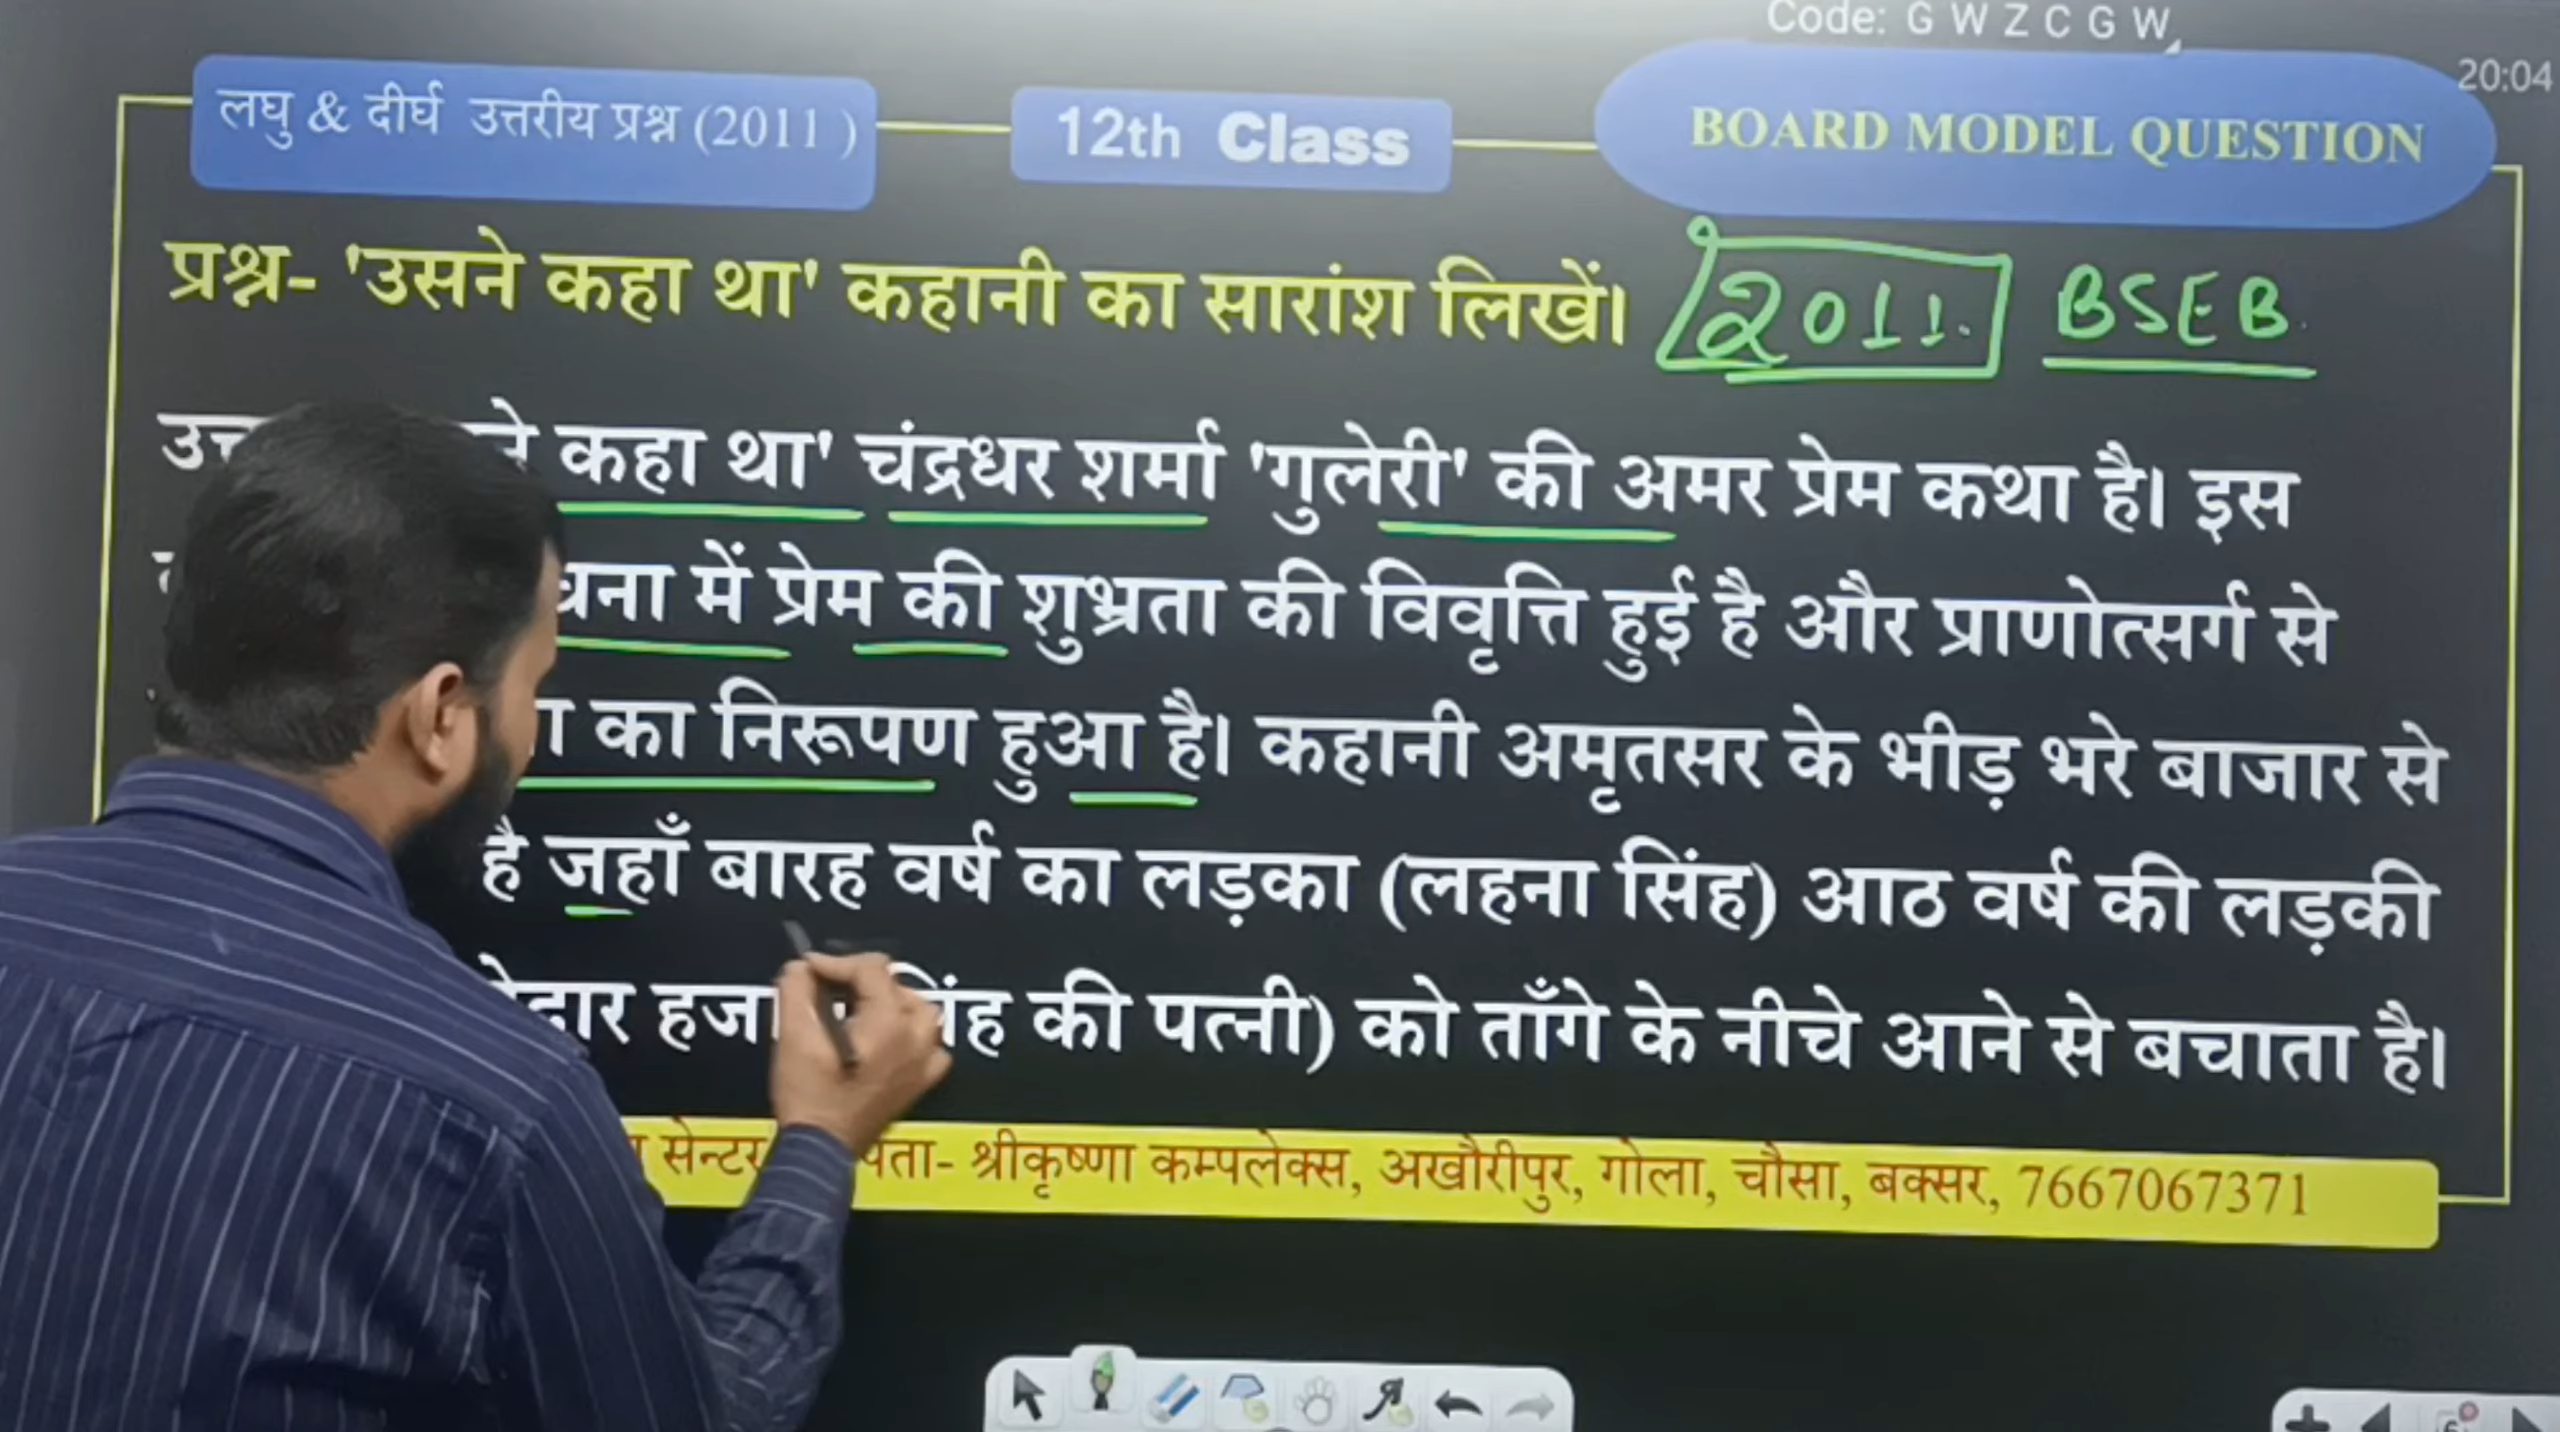 Code: G W Z C G W
20:04
लघु & दीर्घ उत्तरीय प्रश्न (2011 )
12th Class
BOARD MODEL QUESTION
प्रश्न- 'उसने कहा था' कहानी का सारांश लिखें।
2011. BSEB.
कहा था' चंद्रधर शर्मा 'गुलेरी' की अमर प्रेम कथा है। इस
में प्रेम की शुभ्रता की विवृत्ति हुई है और प्राणोत्सर्ग से
का निरूपण हुआ है। कहानी अमृतसर के भीड़ भरे बाजार से
है जहाँ बारह वर्ष का लड़का (लहना सिंह) आठ वर्ष की लड़की
की पत्नी) को ताँगे के नीचे आने से बचाता है।
सेन्टर पता- श्रीकृष्णा कम्पलेक्स, अखौरीपुर, गोला, चौसा, बक्सर, 7667067371